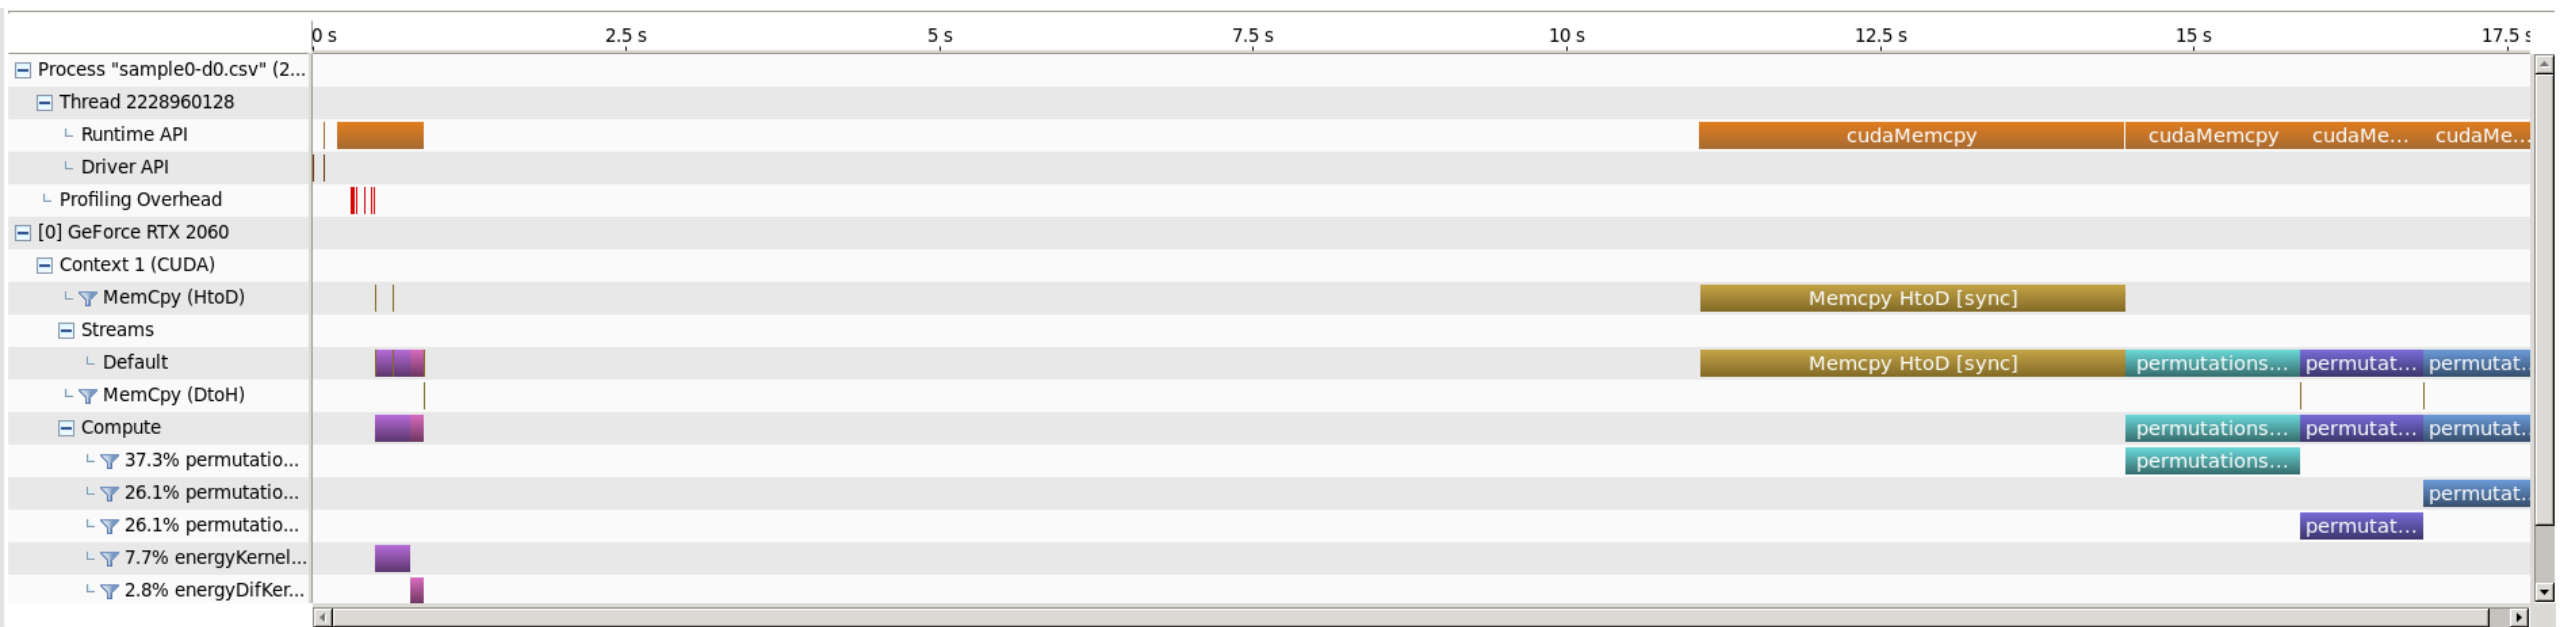 0 s 2.5 s 5 s 7.5 s 10 s 12.5 s 15 s 17.5 s
Process "sample0-d0.csv" (2...
Thread 2228960128
Runtime API cudaMemcpy cudaMemcpy cudaMe... cudaMe...
Driver API
Profiling Overhead
[0] GeForce RTX 2060
Context 1 (CUDA)
MemCpy (HtoD) Memcpy HtoD [sync]
Streams
Default Memcpy HtoD [sync] permutations... permutat... permutat..
MemCpy (DtoH)
Compute permutations... permutat... permutat..
37.3% permutatio... permutations...
26.1% permutatio... permutat..
26.1% permutatio... permutat...
7.7% energyKernel...
2.8% energyDifKer...